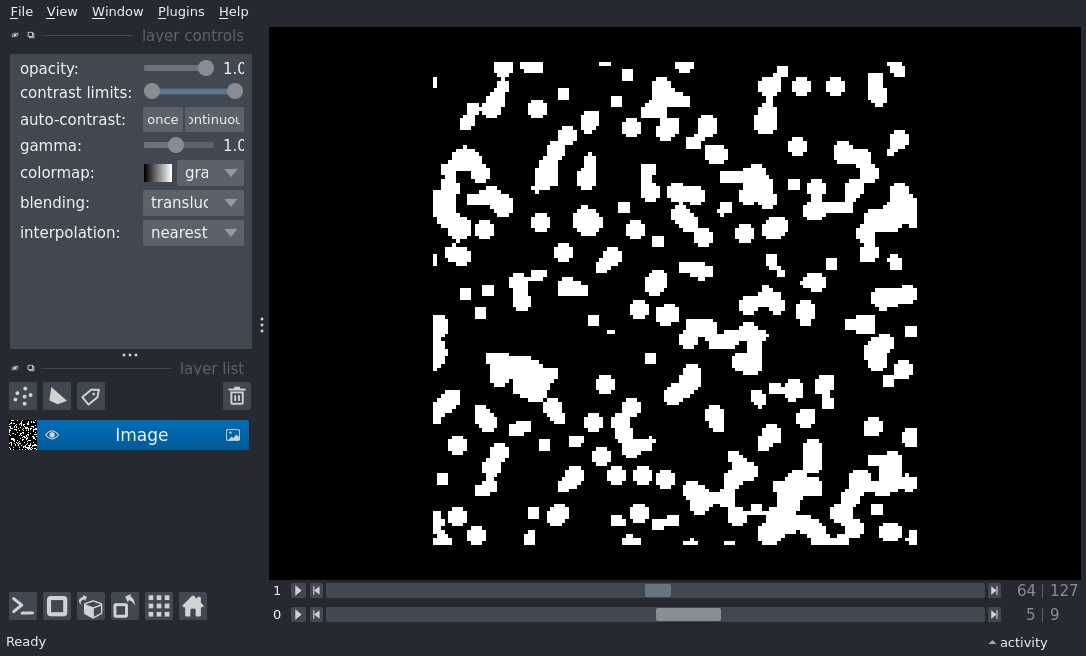 File View Window Plugins Help
layer controls
opacity: 1.0
contrast limits:
auto-contrast: once ontinuou
gamma: 1.0
colormap: gra
blending: transluc
interpolation: nearest
layer list
Image
1 64 | 127
0 5 | 9
Ready activity